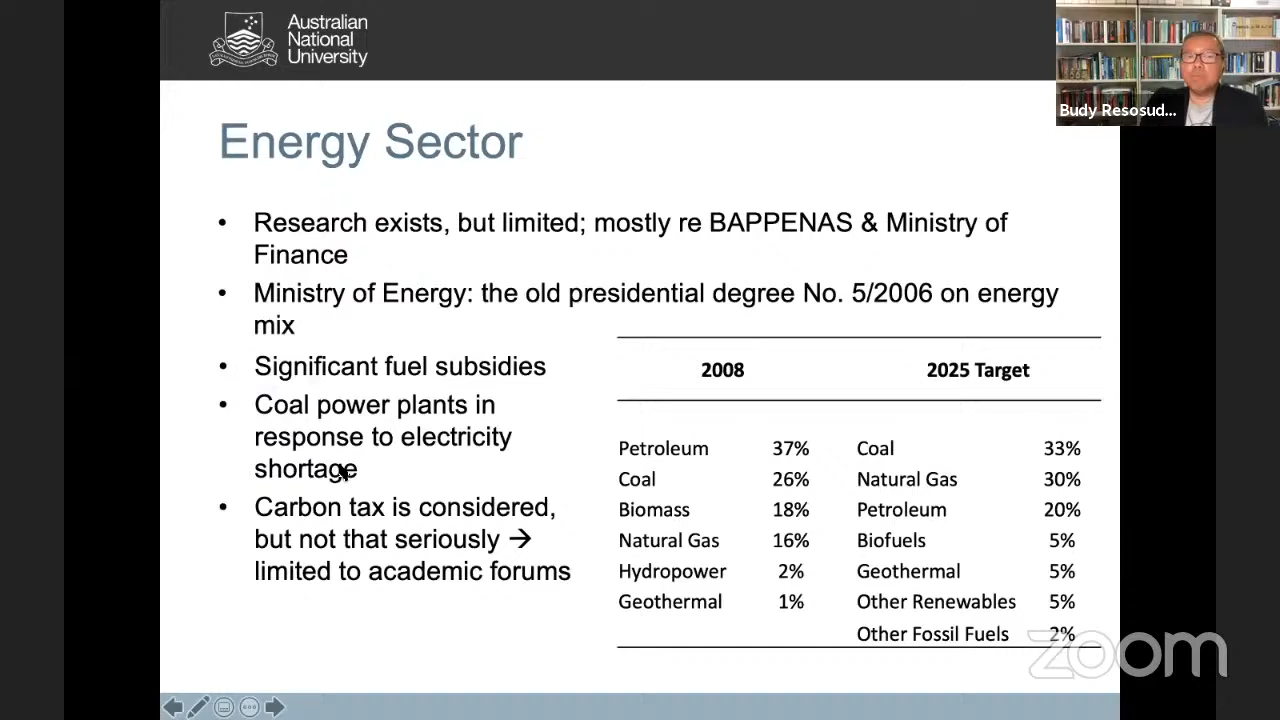 Australian
National
University
Budy Resosud...
Energy Sector
• Research exists, but limited; mostly re BAPPENAS & Ministry of
Finance
• Ministry of Energy: the old presidential degree No. 5/2006 on energy
mix
• Significant fuel subsidies
• Coal power plants in
response to electricity
shortage
• Carbon tax is considered,
but not that seriously →
limited to academic forums
2008 2025 Target
Petroleum 37% Coal 33%
Coal 26% Natural Gas 30%
Biomass 18% Petroleum 20%
Natural Gas 16% Biofuels 5%
Hydropower 2% Geothermal 5%
Geothermal 1% Other Renewables 5%
Other Fossil Fuels 2%
zoom